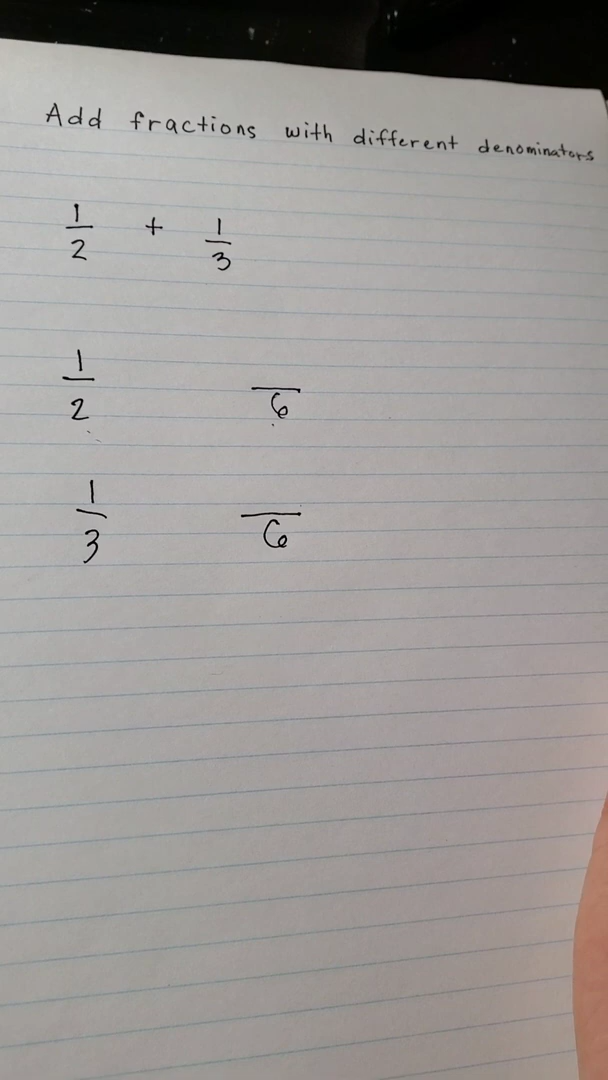 Add fractions with different denominators
1/2 + 1/3
1/2 /6
1/3 /6